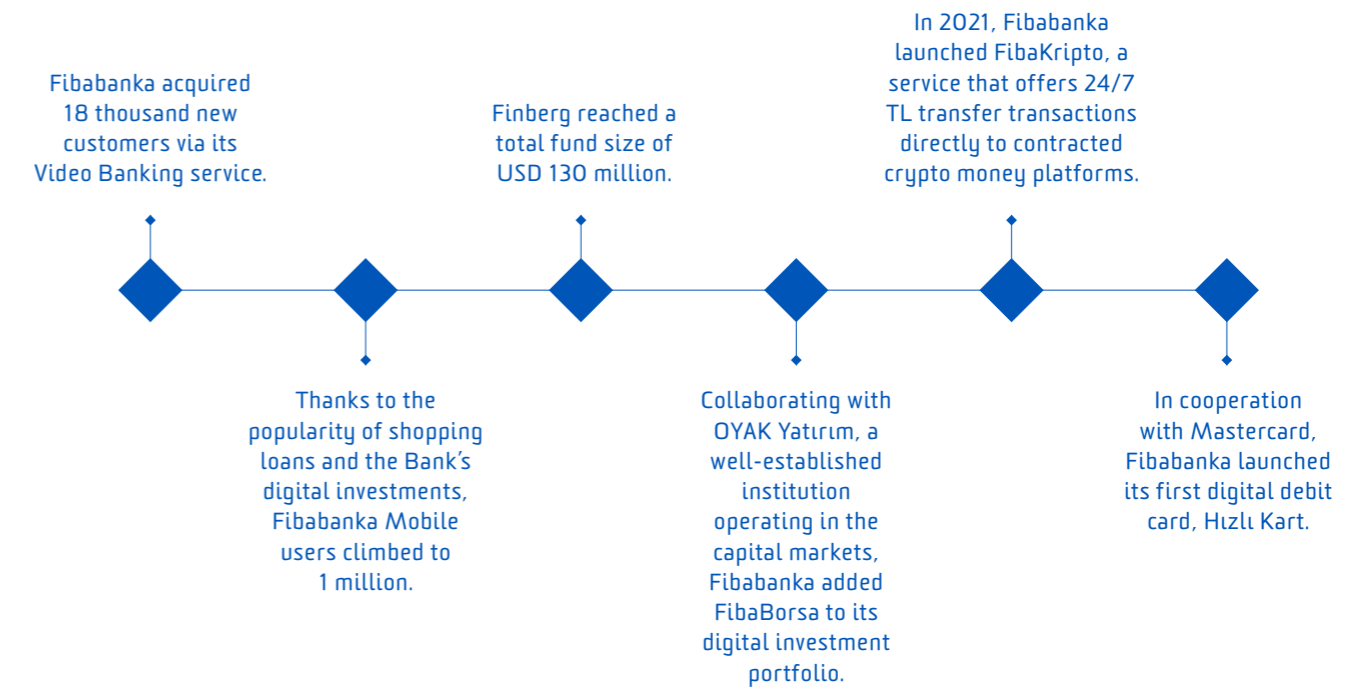 Fibabanka acquired
18 thousand new
customers via its
Video Banking service.
Thanks to the
popularity of shopping
loans and the Bank's
digital investments,
Fibabanka Mobile
users climbed to
1 million.
Finberg reached a
total fund size of
USD 130 million.
Collaborating with
OYAK Yatırım, a
well-established
institution
operating in the
capital markets,
Fibabanka added
FibaBorsa to its
digital investment
portfolio.
In 2021, Fibabanka
launched FibaKripto, a
service that offers 24/7
TL transfer transactions
directly to contracted
crypto money platforms.
In cooperation
with Mastercard,
Fibabanka launched
its first digital debit
card, Hızlı Kart.